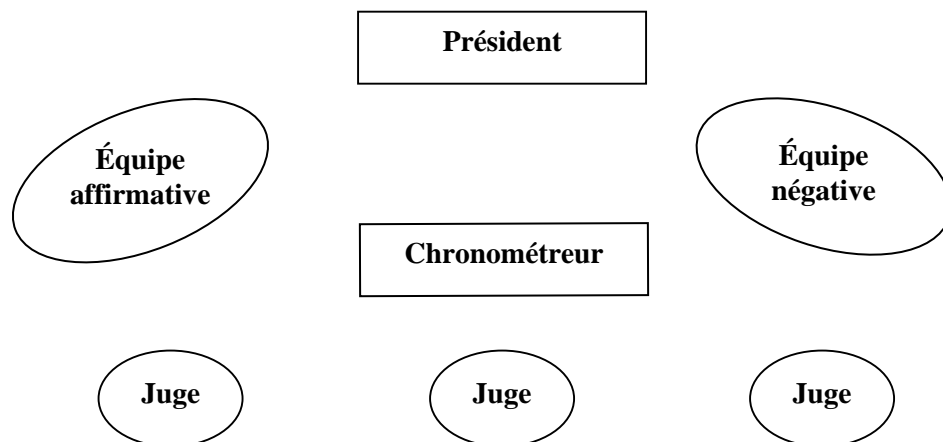 Président
Équipe
affirmative
Équipe
négative
Chronométreur
Juge
Juge
Juge